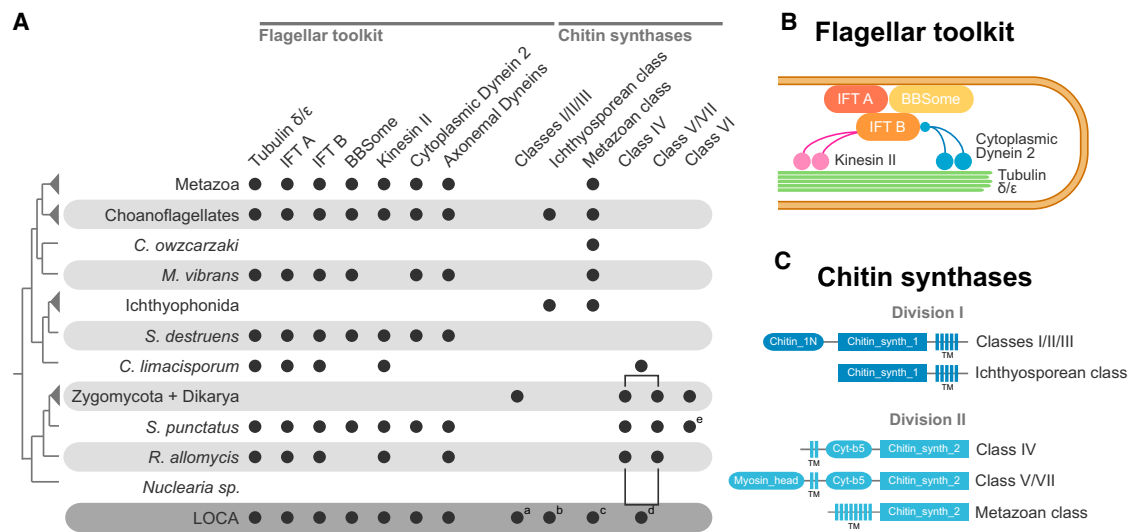 A
Flagellar toolkit
Chitin synthases
Tubulin δ/ε
IFT A
IFT B
BBSome
Kinesin II
Cytoplasmic Dynein 2
Axonemal Dyneins
Classes I/II/III
Ichthyosporean class
Metazoan class
Class IV
Class V/VII
Class VI
Metazoa
Choanoflagellates
C. owzcarzaki
M. vibrans
Ichthyophonida
S. destruens
C. limacisporum
Zygomycota + Dikarya
S. punctatus
e
R. allomycis
Nuclearia sp.
LOCA
a
b
c
d
B
Flagellar toolkit
IFT A
BBSome
IFT B
Kinesin II
Cytoplasmic
Dynein 2
Tubulin
δ/ε
C
Chitin synthases
Division I
Chitin_1N
Chitin_synth_1
TM
Classes I/II/III
Chitin_synth_1
TM
Ichthyosporean class
Division II
TM
Cyt-b5
Chitin_synth_2
Class IV
Myosin_head
TM
Cyt-b5
Chitin_synth_2
Class V/VII
TM
Chitin_synth_2
Metazoan class